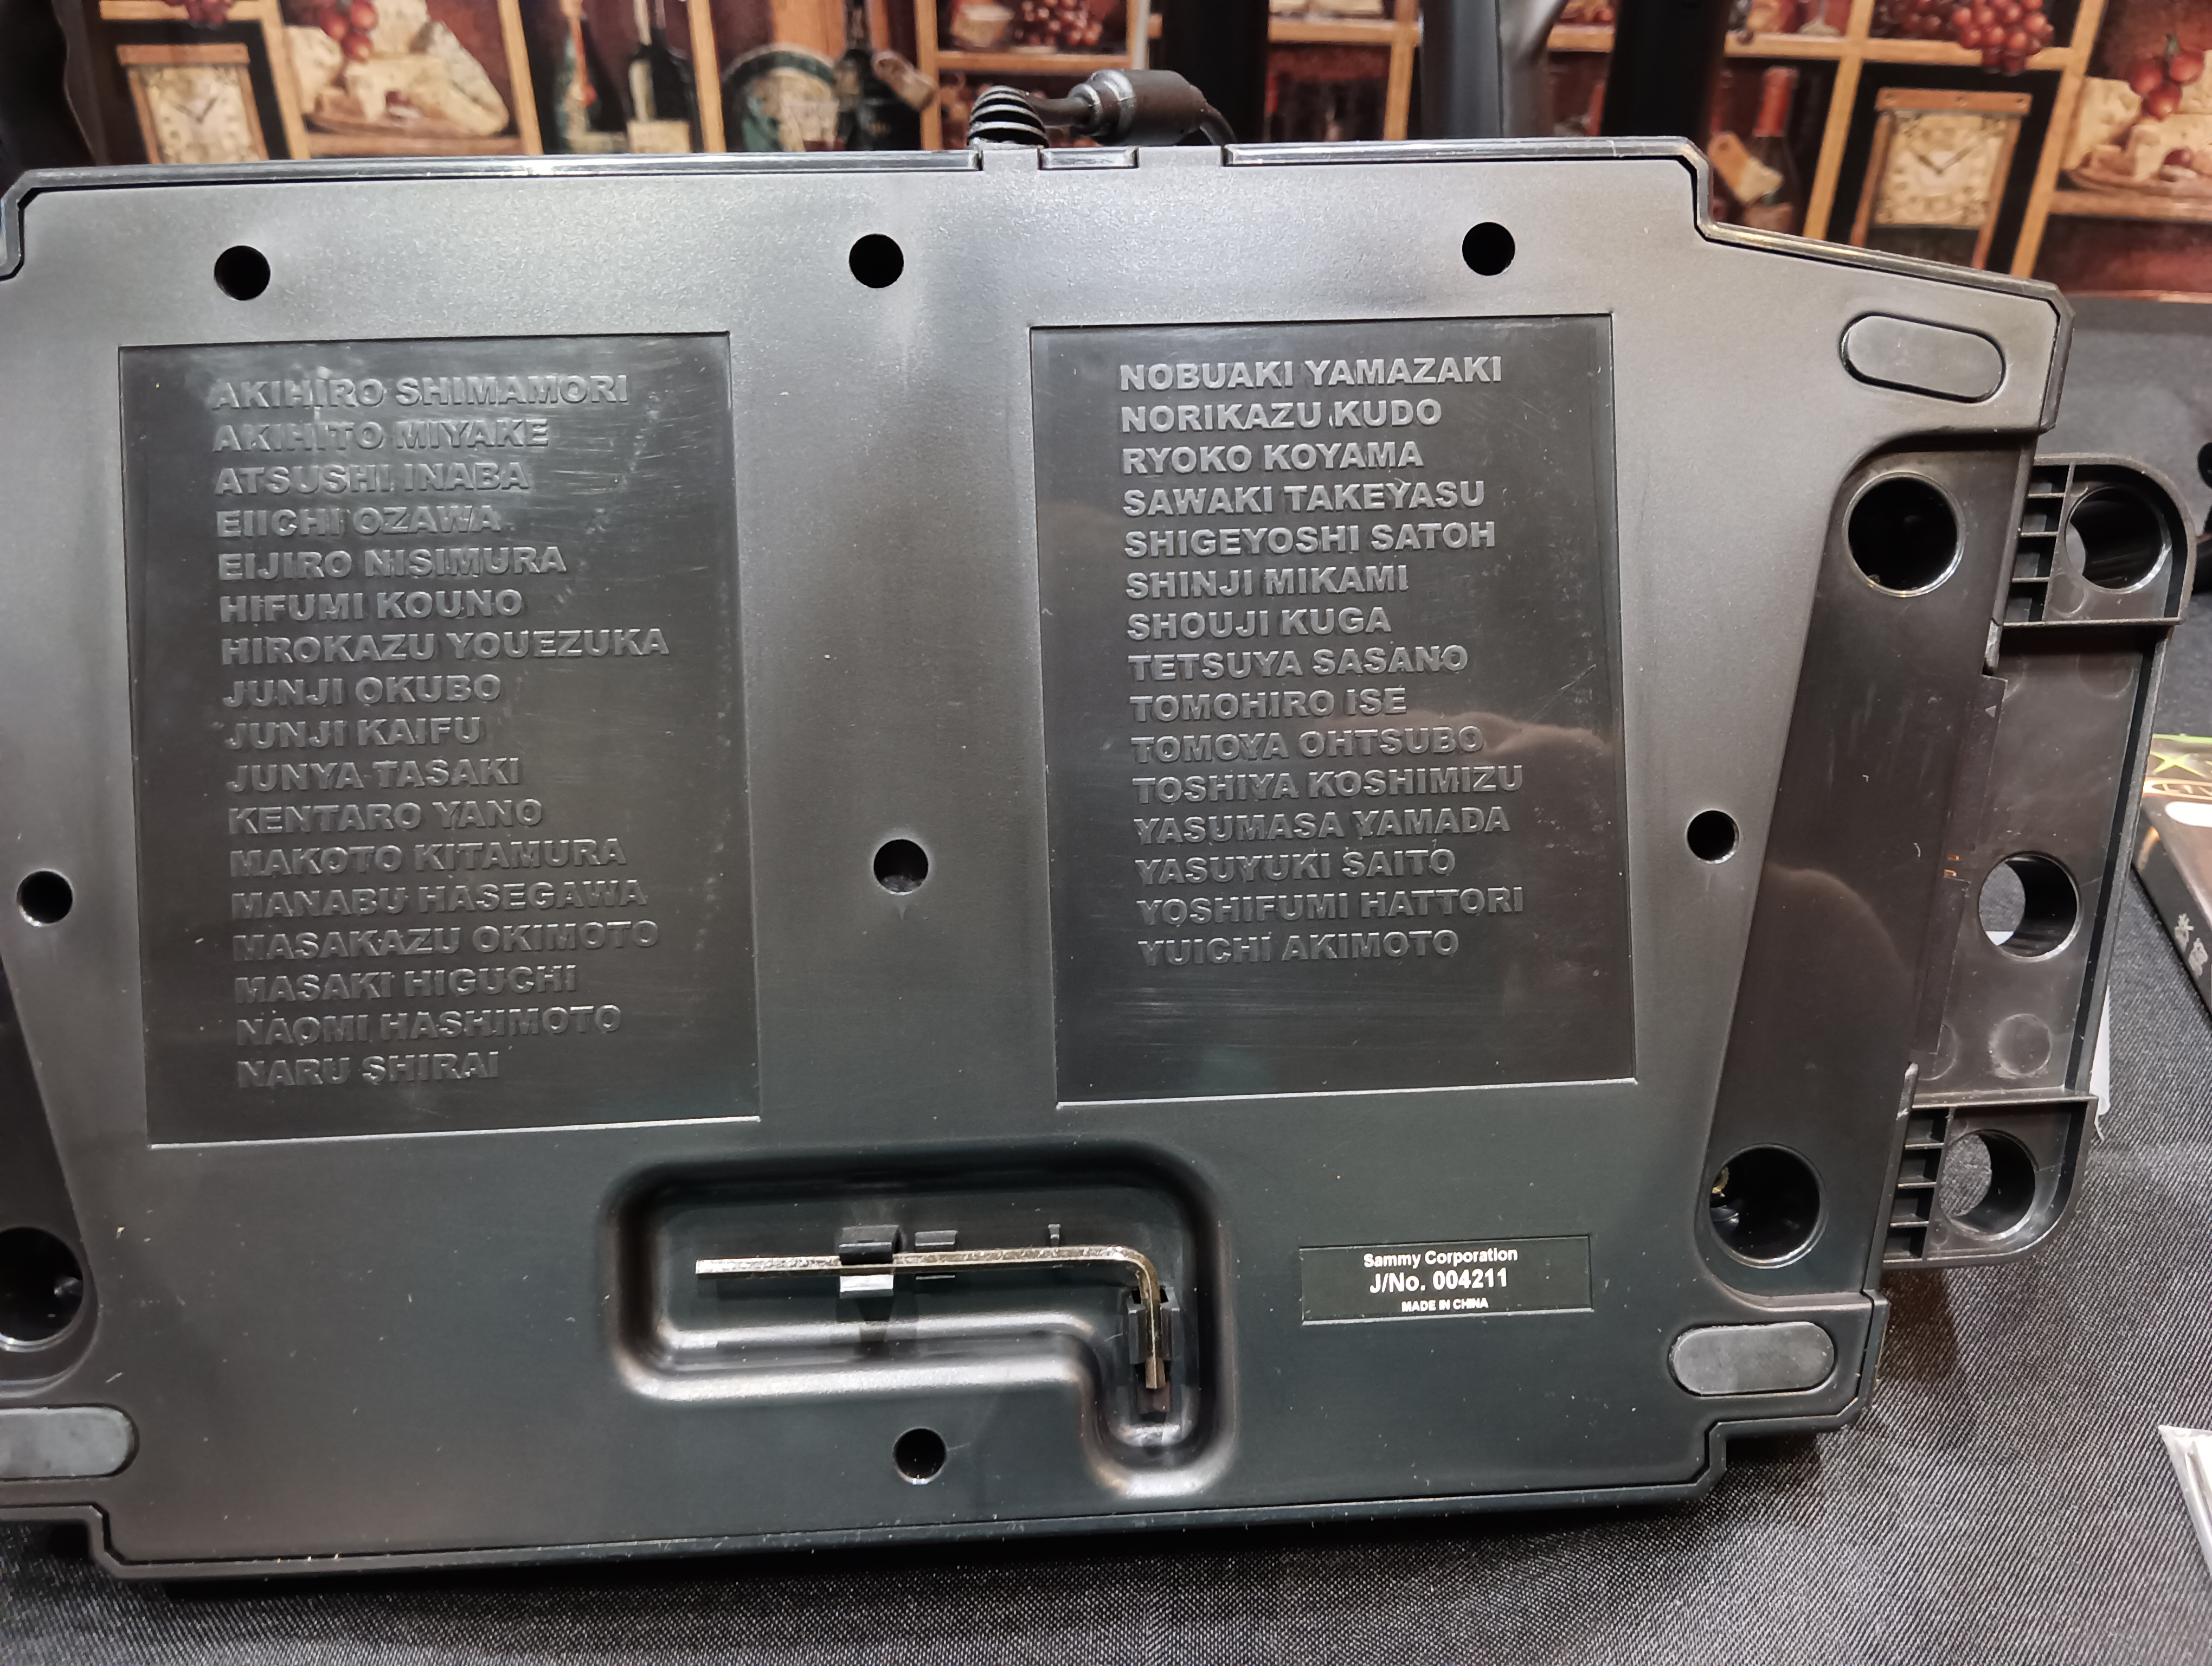 AKIHIRO SHIMAMORI
AKIHITO MIYAKE
ATSUSHI INABA
EIICHI OZAWA
EIJIRO NISIMURA
HIFUMI KOUNO
HIROKAZU YOUEZUKA
JUNJI OKUBO
JUNJI KAIFU
JUNYA TASAKI
KENTARO YANO
MAKOTO KITAMURA
MANABU HASEGAWA
MASAKAZU OKIMOTO
MASAKI HIGUCHI
NAOMI HASHIMOTO
NARU SHIRAI
NOBUAKI YAMAZAKI
NORIKAZU KUDO
RYOKO KOYAMA
SAWAKI TAKEYASU
SHIGEYOSHI SATOH
SHINJI MIKAMI
SHOUJI KUGA
TETSUYA SASANO
TOMOHIRO ISE
TOMOYA OHTSUBO
TOSHIYA KOSHIMIZU
YASUMASA YAMADA
YASUYUKI SAITO
YOSHIFUMI HATTORI
YUICHI AKIMOTO
Sammy Corporation
J/No. 004211
MADE IN CHINA